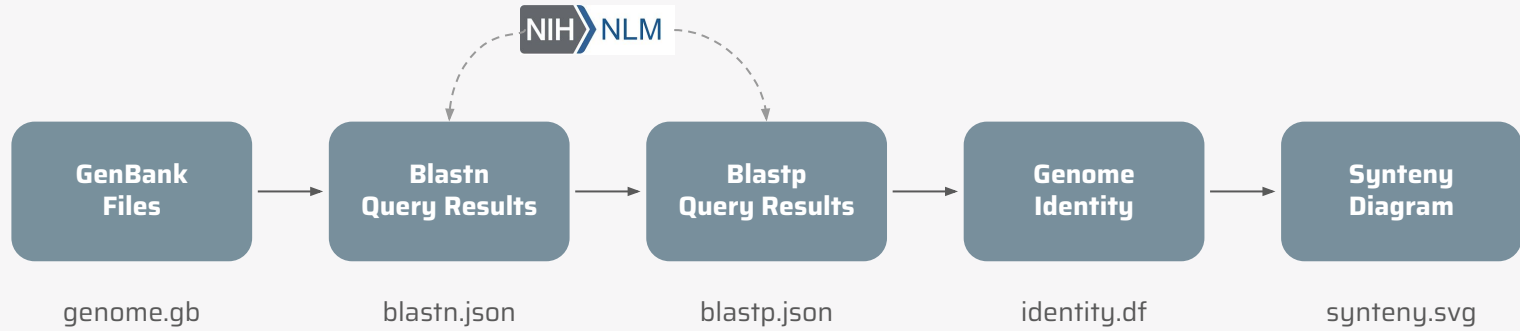 NIH NLM
GenBank
Files
Blastn
Query Results
Blastp
Query Results
Genome
Identity
Synteny
Diagram
genome.gb
blastn.json
blastp.json
identity.df
synteny.svg